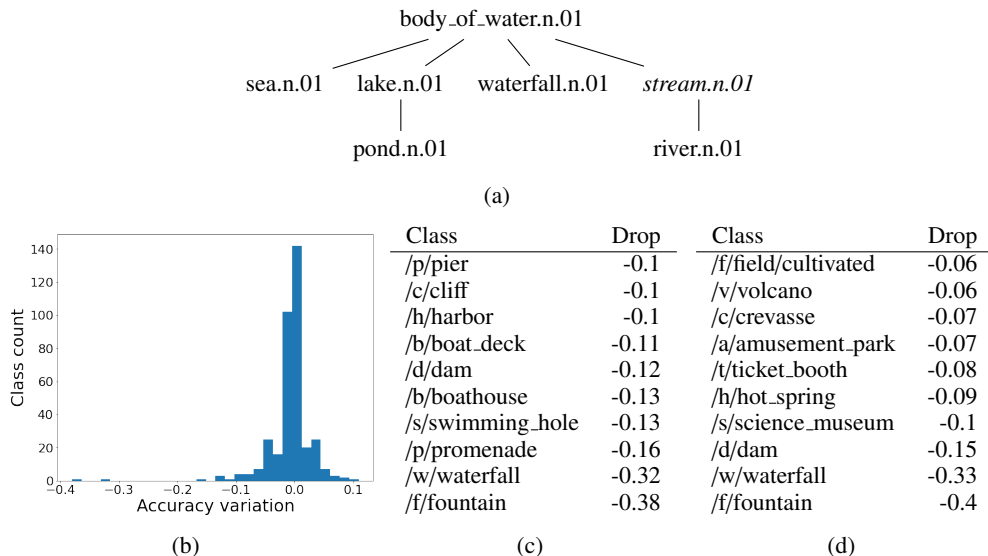 body_of_water.n.01
sea.n.01 lake.n.01 waterfall.n.01 stream.n.01
pond.n.01 river.n.01
(a)
140
120
100
80
60
40
20
0
Class count
−0.4 −0.3 −0.2 −0.1 0.0 0.1
Accuracy variation
(b)
Class Drop
/p/pier -0.1
/c/cliff -0.1
/h/harbor -0.1
/b/boat_deck -0.11
/d/dam -0.12
/b/boathouse -0.13
/s/swimming_hole -0.13
/p/promenade -0.16
/w/waterfall -0.32
/f/fountain -0.38
(c)
Class Drop
/f/field/cultivated -0.06
/v/volcano -0.06
/c/crevasse -0.07
/a/amusement_park -0.07
/t/ticket_booth -0.08
/h/hot_spring -0.09
/s/science_museum -0.1
/d/dam -0.15
/w/waterfall -0.33
/f/fountain -0.4
(d)